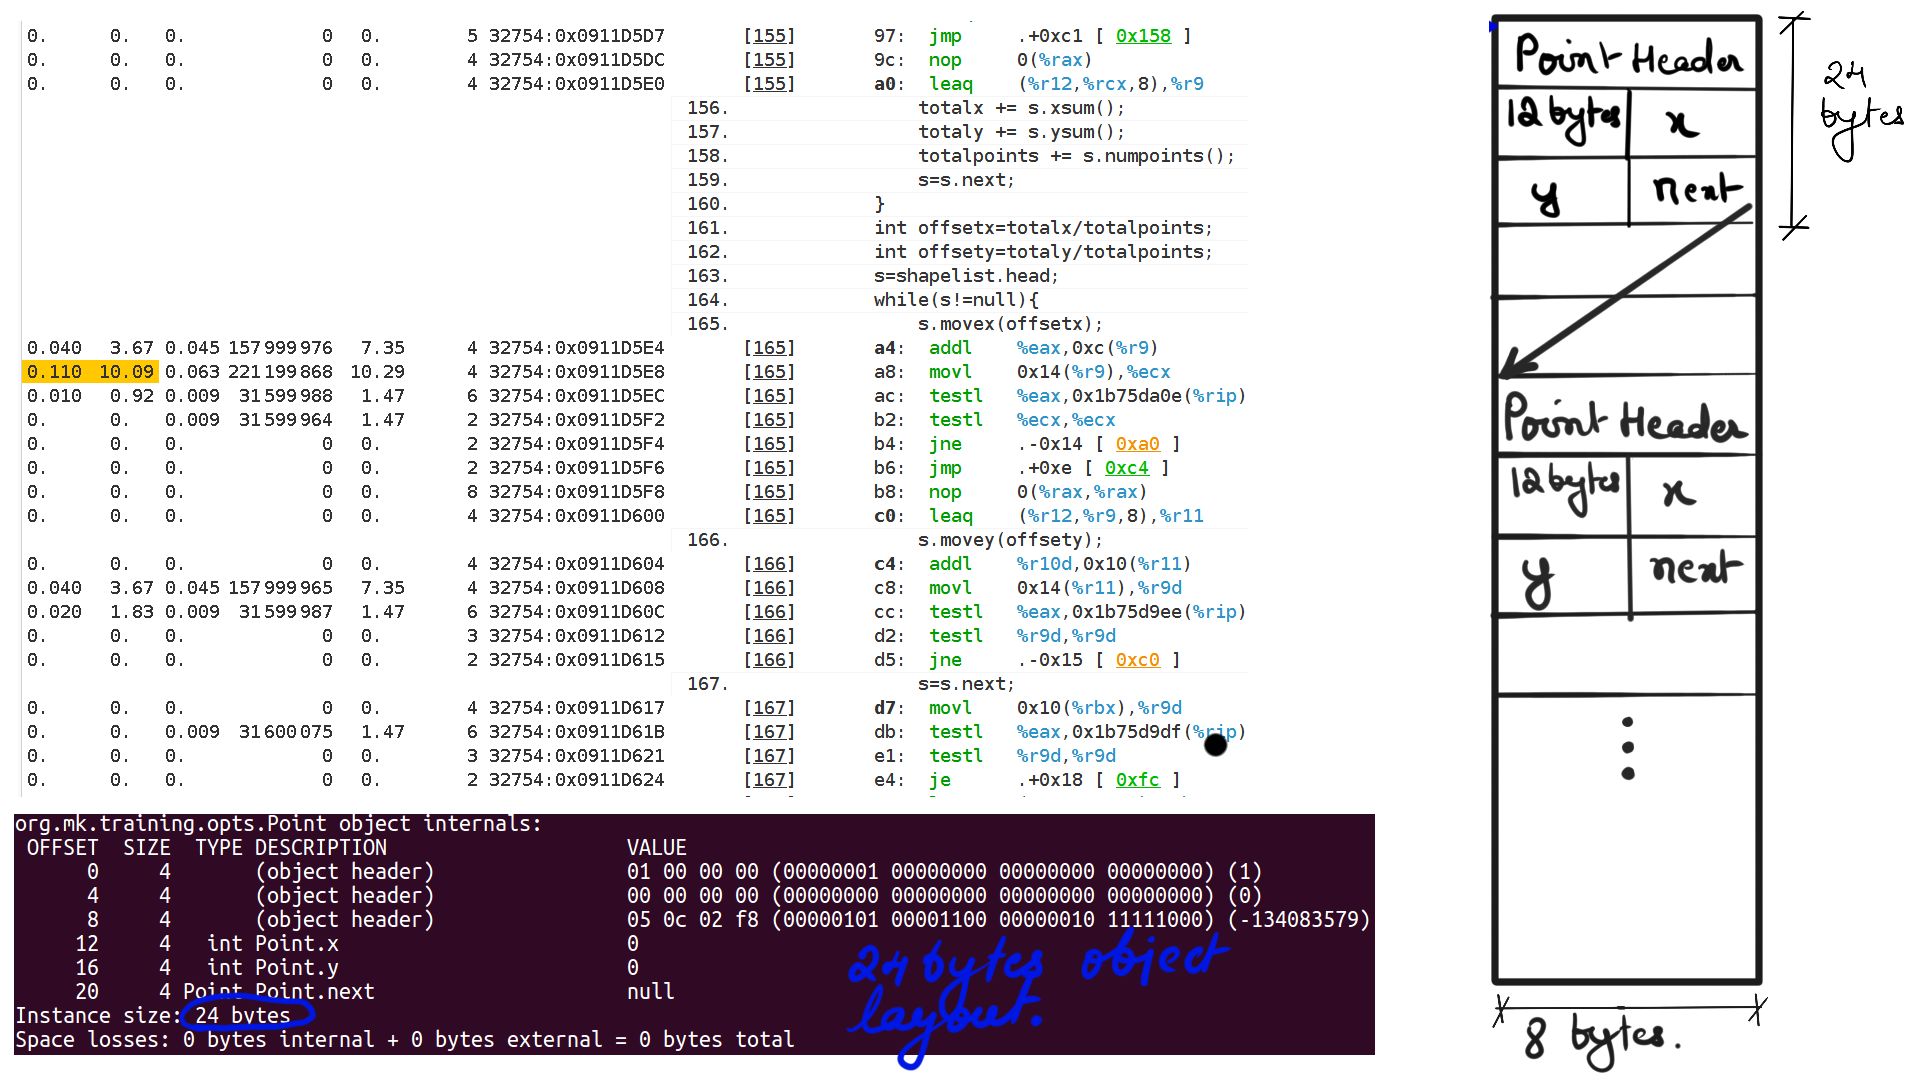 0. 0. 0. 0 0. 5 32754:0x0911D5D7 [155] 97: jmp .+0xc1 [ 0x158 ]
0. 0. 0. 0 0. 4 32754:0x0911D5DC [155] 9c: nop 0(%rax)
0. 0. 0. 0 0. 4 32754:0x0911D5E0 [155] a0: leaq (%r12,%rcx,8),%r9
156. totalx += s.xsum();
157. totaly += s.ysum();
158. totalpoints += s.numpoints();
159. s=s.next;
160. }
161. int offsetx=totalx/totalpoints;
162. int offsety=totaly/totalpoints;
163. s=shapelist.head;
164. while(s!=null){
165. s.movex(offsetx);
0.040 3.67 0.045 157 999 976 7.35 4 32754:0x0911D5E4 [165] a4: addl %eax,0xc(%r9)
0.110 10.09 0.063 221 199 868 10.29 4 32754:0x0911D5E8 [165] a8: movl 0x14(%r9),%ecx
0.010 0.92 0.009 31 599 988 1.47 6 32754:0x0911D5EC [165] ac: testl %eax,0x1b75da0e(%rip)
0. 0. 0.009 31 599 964 1.47 2 32754:0x0911D5F2 [165] b2: testl %ecx,%ecx
0. 0. 0. 0 0. 2 32754:0x0911D5F4 [165] b4: jne .-0x14 [ 0xa0 ]
0. 0. 0. 0 0. 2 32754:0x0911D5F6 [165] b6: jmp .+0xe [ 0xc4 ]
0. 0. 0. 0 0. 8 32754:0x0911D5F8 [165] b8: nop 0(%rax,%rax)
0. 0. 0. 0 0. 4 32754:0x0911D600 [165] c0: leaq (%r12,%r9,8),%r11
166. s.movey(offsety);
0. 0. 0. 0 0. 4 32754:0x0911D604 [166] c4: addl %r10d,0x10(%r11)
0.040 3.67 0.045 157 999 965 7.35 4 32754:0x0911D608 [166] c8: movl 0x14(%r11),%r9d
0.020 1.83 0.009 31 599 987 1.47 6 32754:0x0911D60C [166] cc: testl %eax,0x1b75d9ee(%rip)
0. 0. 0. 0 0. 3 32754:0x0911D612 [166] d2: testl %r9d,%r9d
0. 0. 0. 0 0. 2 32754:0x0911D615 [166] d5: jne .-0x15 [ 0xc0 ]
167. s=s.next;
0. 0. 0. 0 0. 4 32754:0x0911D617 [167] d7: movl 0x10(%rbx),%r9d
0. 0. 0.009 31 600 075 1.47 6 32754:0x0911D61B [167] db: testl %eax,0x1b75d9df(%rip)
0. 0. 0. 0 0. 3 32754:0x0911D621 [167] e1: testl %r9d,%r9d
0. 0. 0. 0 0. 2 32754:0x0911D624 [167] e4: je .+0x18 [ 0xfc ]
org.mk.training.opts.Point object internals:
OFFSET SIZE TYPE DESCRIPTION VALUE
0 4 (object header) 01 00 00 00 (00000001 00000000 00000000 00000000) (1)
4 4 (object header) 00 00 00 00 (00000000 00000000 00000000 00000000) (0)
8 4 (object header) 05 0c 02 f8 (00000101 00001100 00000010 11111000) (-134083579)
12 4 int Point.x 0
16 4 int Point.y 0
20 4 Point Point.next null
Instance size: 24 bytes
Space losses: 0 bytes internal + 0 bytes external = 0 bytes total
24 bytes object
layout.
Point Header
12 bytes x
y next
24
bytes
Point Header
12 bytes x
y next
8 bytes.